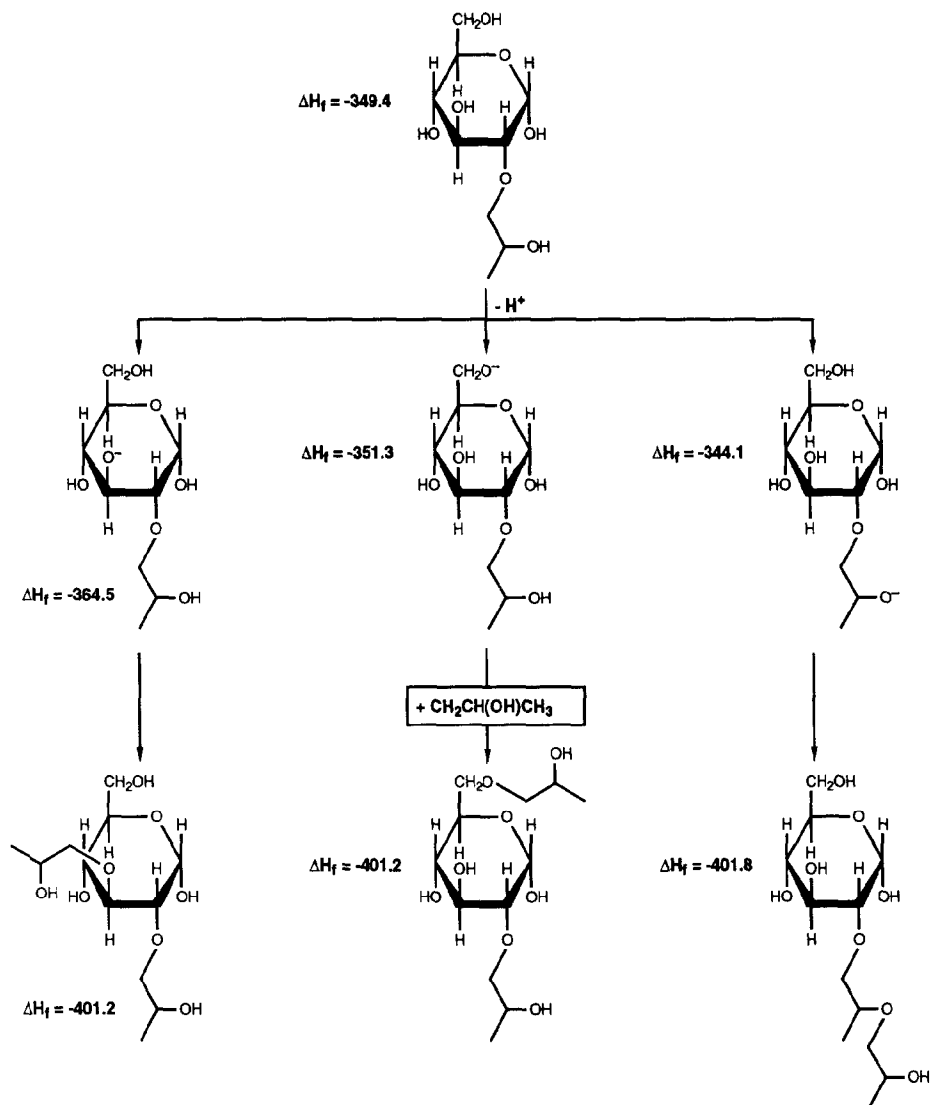 CH₂OH
O
H H
H
ΔHf = -349.4
OH H
HO OH
H O
OH
- H⁺
CH₂OH
O
H H
H
O⁻ H
HO OH
H O
OH
ΔHf = -364.5
CH₂O⁻
O
H H
H
ΔHf = -351.3
OH H
HO OH
H O
OH
CH₂OH
O
H H
H
ΔHf = -344.1
OH H
HO OH
H O
O⁻
+ CH₂CH(OH)CH₃
CH₂OH
O
H H
H
O H
OH
HO OH
H O
OH
ΔHf = -401.2
OH
CH₂O
O
H H
H
ΔHf = -401.2
OH H
HO OH
H O
OH
CH₂OH
O
H H
H
ΔHf = -401.8
OH H
HO OH
H O
O
OH